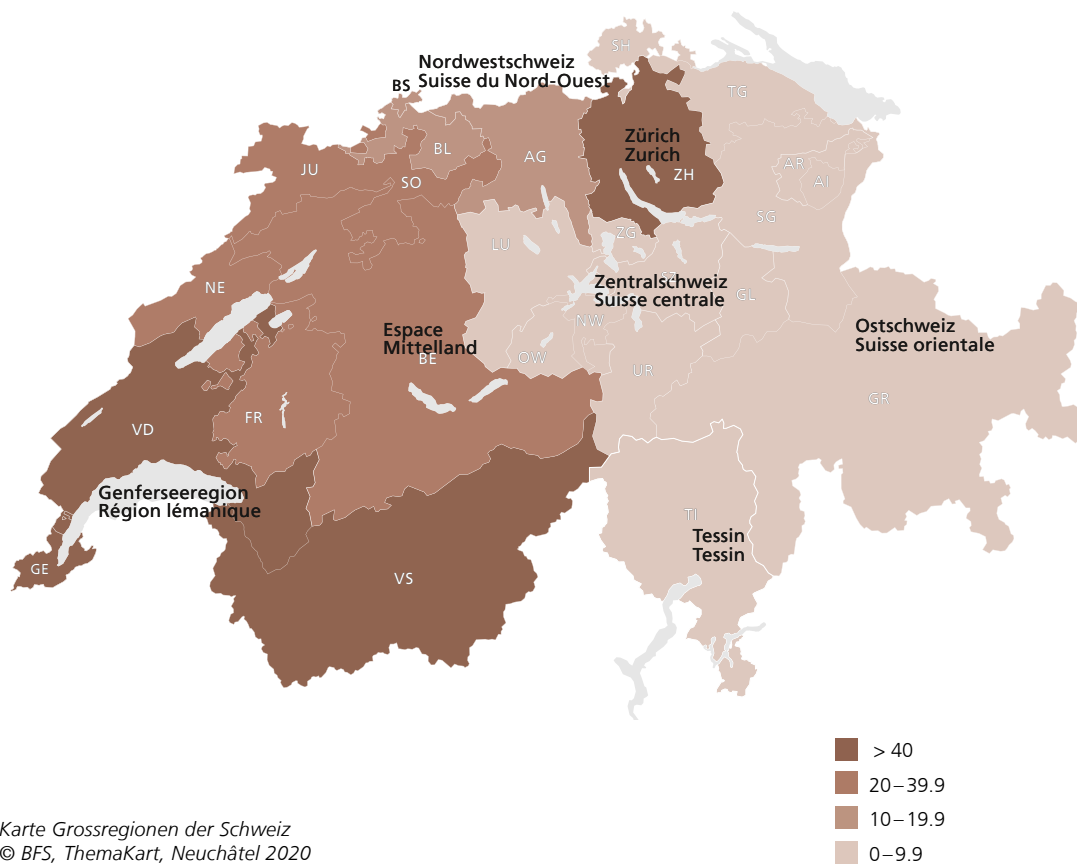 SH
Nordwestschweiz
Suisse du Nord-Ouest
BS
TG
Zürich
Zurich
ZH
BL
AG
JU
SO
AR
AI
SG
LU
ZG
SZ
Zentralschweiz
Suisse centrale
NE
GL
NW
Espace
Mittelland
BE
OW
UR
Ostschweiz
Suisse orientale
GR
FR
VD
Genferseeregion
Région lémanique
TI
Tessin
Tessin
GE
VS
> 40
20–39.9
10–19.9
0–9.9
Karte Grossregionen der Schweiz
© BFS, ThemaKart, Neuchâtel 2020